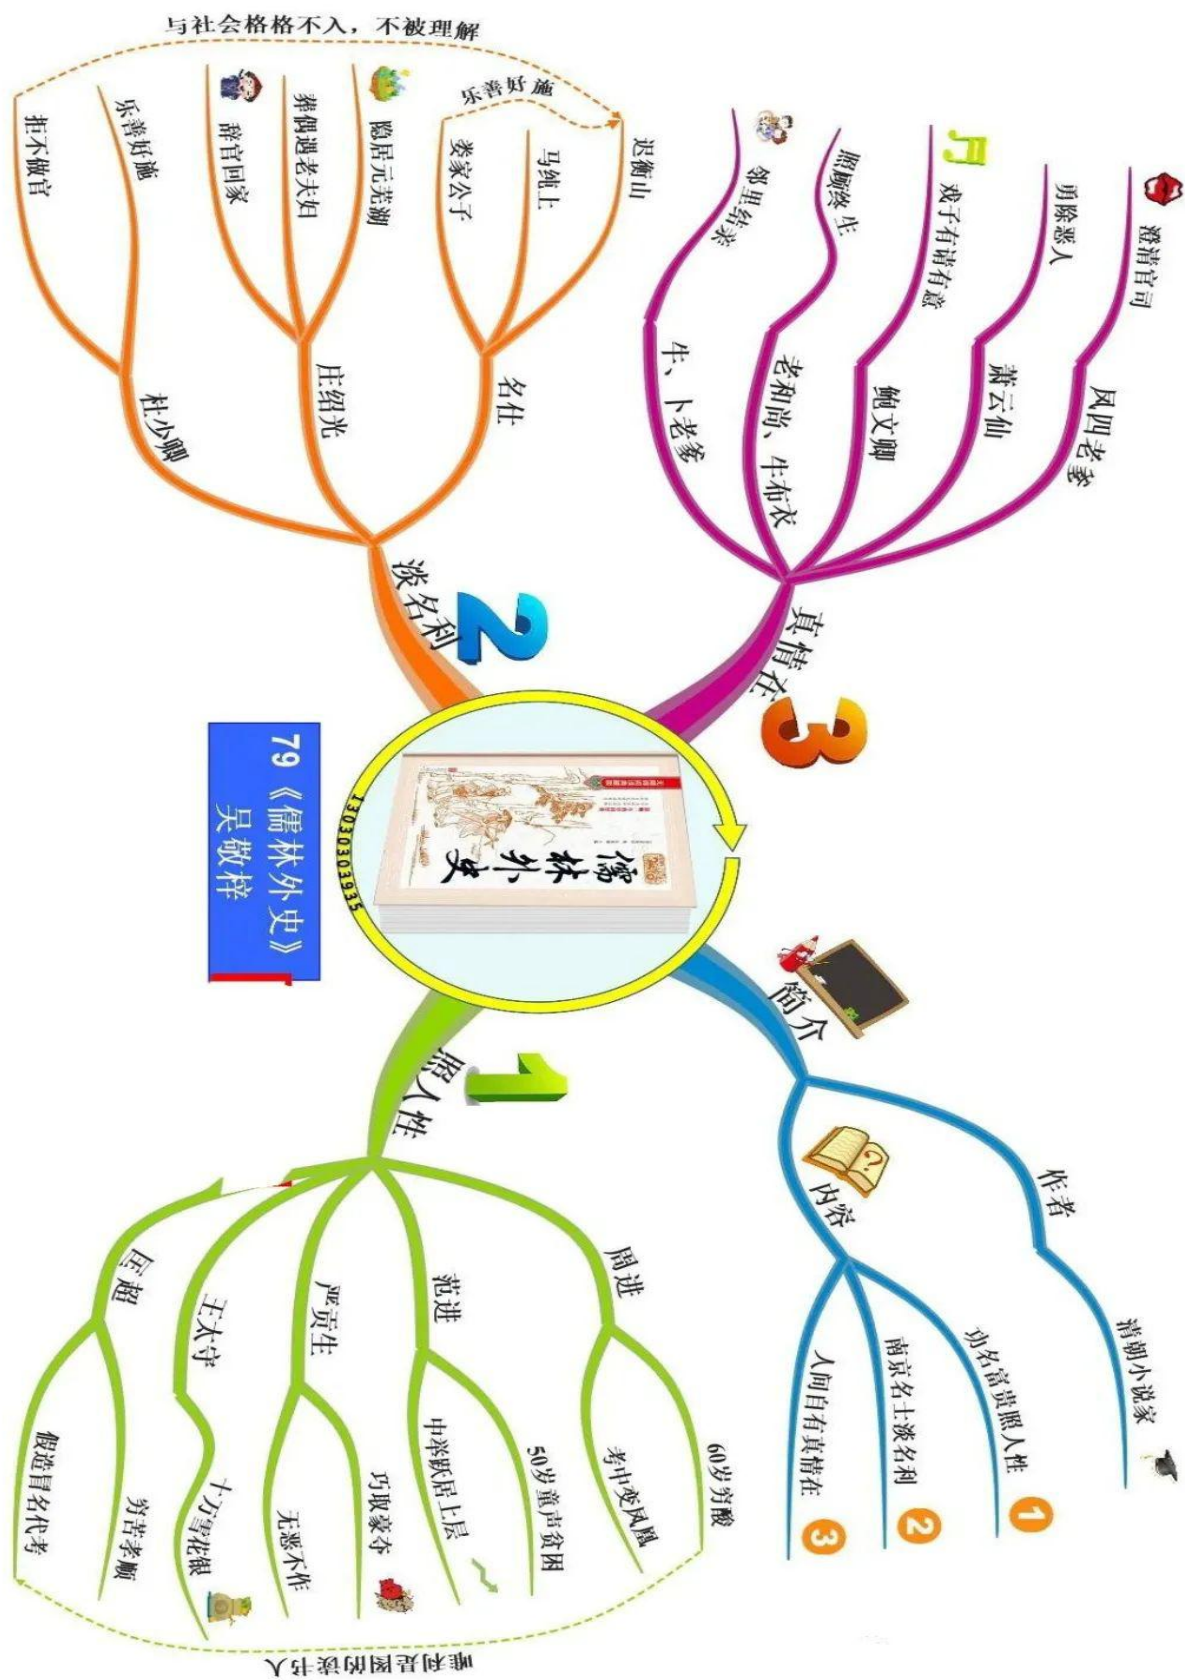 79《儒林外史》
吴敬梓
儒林外史
13030303935
简介
作者
清朝小说家
内容
功名富贵照人性
1
南京名士淡名利
2
人间自有真情在
3
1
照人性
周进
60岁穷酸
考中变凤凰
范进
50岁童声贫困
中举跃居上层
严贡生
巧取豪夺
无恶不作
王太守
十万雪花银
匡超
穷苦孝顺
假造冒名代考
唯利是图的读书人
2
淡名利
名仕
迟衡山
马纯上
娄家公子
乐善好施
庄绍光
隐居元芜湖
葬偶遇老夫妇
辞官回家
杜少卿
乐善好施
拒不做官
与社会格格不入，不被理解
3
真情在
凤四老爹
澄清官司
萧云仙
勇除恶人
鲍文卿
戏子有请有意
老和尚、牛布衣
照顾终生
牛、卜老爹
邻里结亲